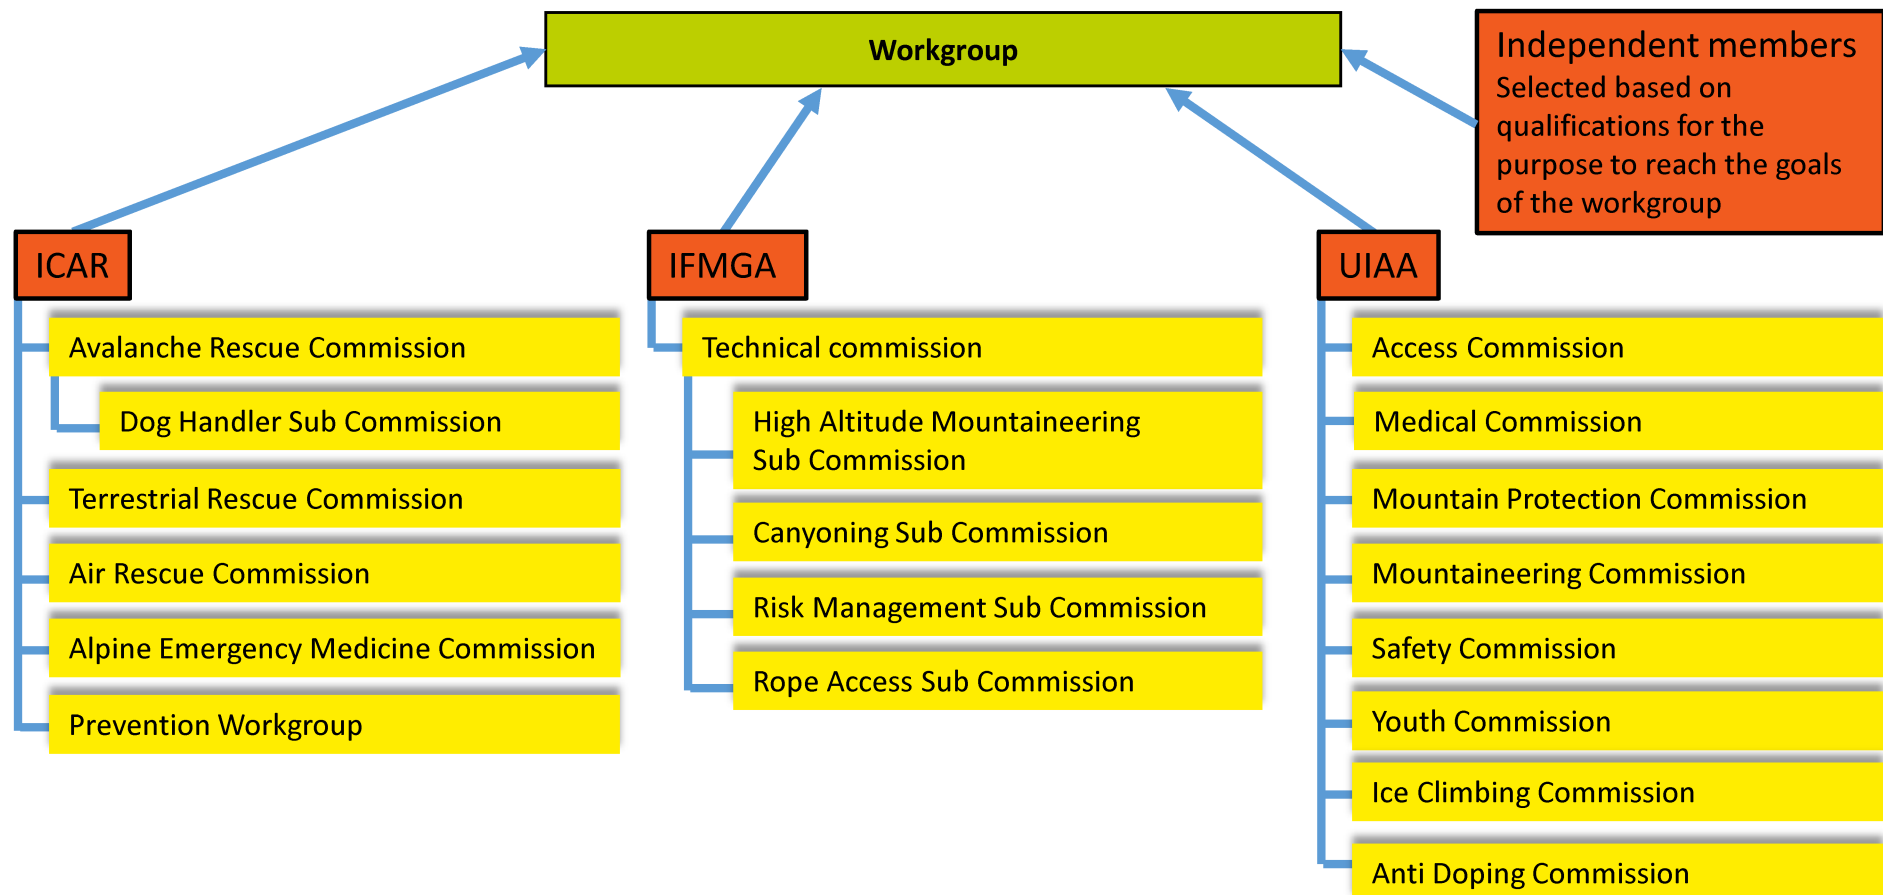 Workgroup
Independent members
Selected based on
qualifications for the
purpose to reach the goals
of the workgroup
ICAR
Avalanche Rescue Commission
Dog Handler Sub Commission
Terrestrial Rescue Commission
Air Rescue Commission
Alpine Emergency Medicine Commission
Prevention Workgroup
IFMGA
Technical commission
High Altitude Mountaineering
Sub Commission
Canyoning Sub Commission
Risk Management Sub Commission
Rope Access Sub Commission
UIAA
Access Commission
Medical Commission
Mountain Protection Commission
Mountaineering Commission
Safety Commission
Youth Commission
Ice Climbing Commission
Anti Doping Commission